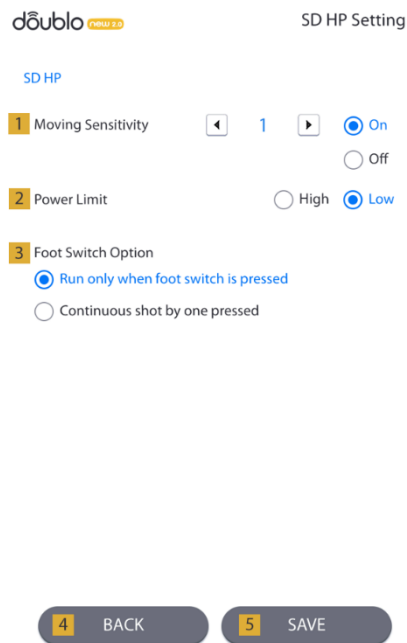 doublo new 2.0
SD HP Setting
SD HP
1 Moving Sensitivity 1 On
Off
2 Power Limit High Low
3 Foot Switch Option
Run only when foot switch is pressed
Continuous shot by one pressed
4 BACK 5 SAVE